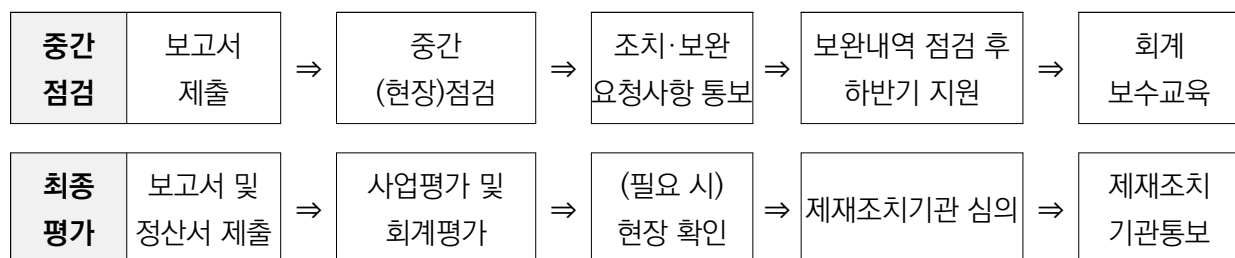 중간
점검
보고서
제출
⇒
중간
(현장)점검
⇒
조치·보완
요청사항 통보
⇒
보완내역 점검 후
하반기 지원
⇒
회계
보수교육
최종
평가
보고서 및
정산서 제출
⇒
사업평가 및
회계평가
⇒
(필요 시)
현장 확인
⇒
제재조치기관 심의
⇒
제재조치
기관통보